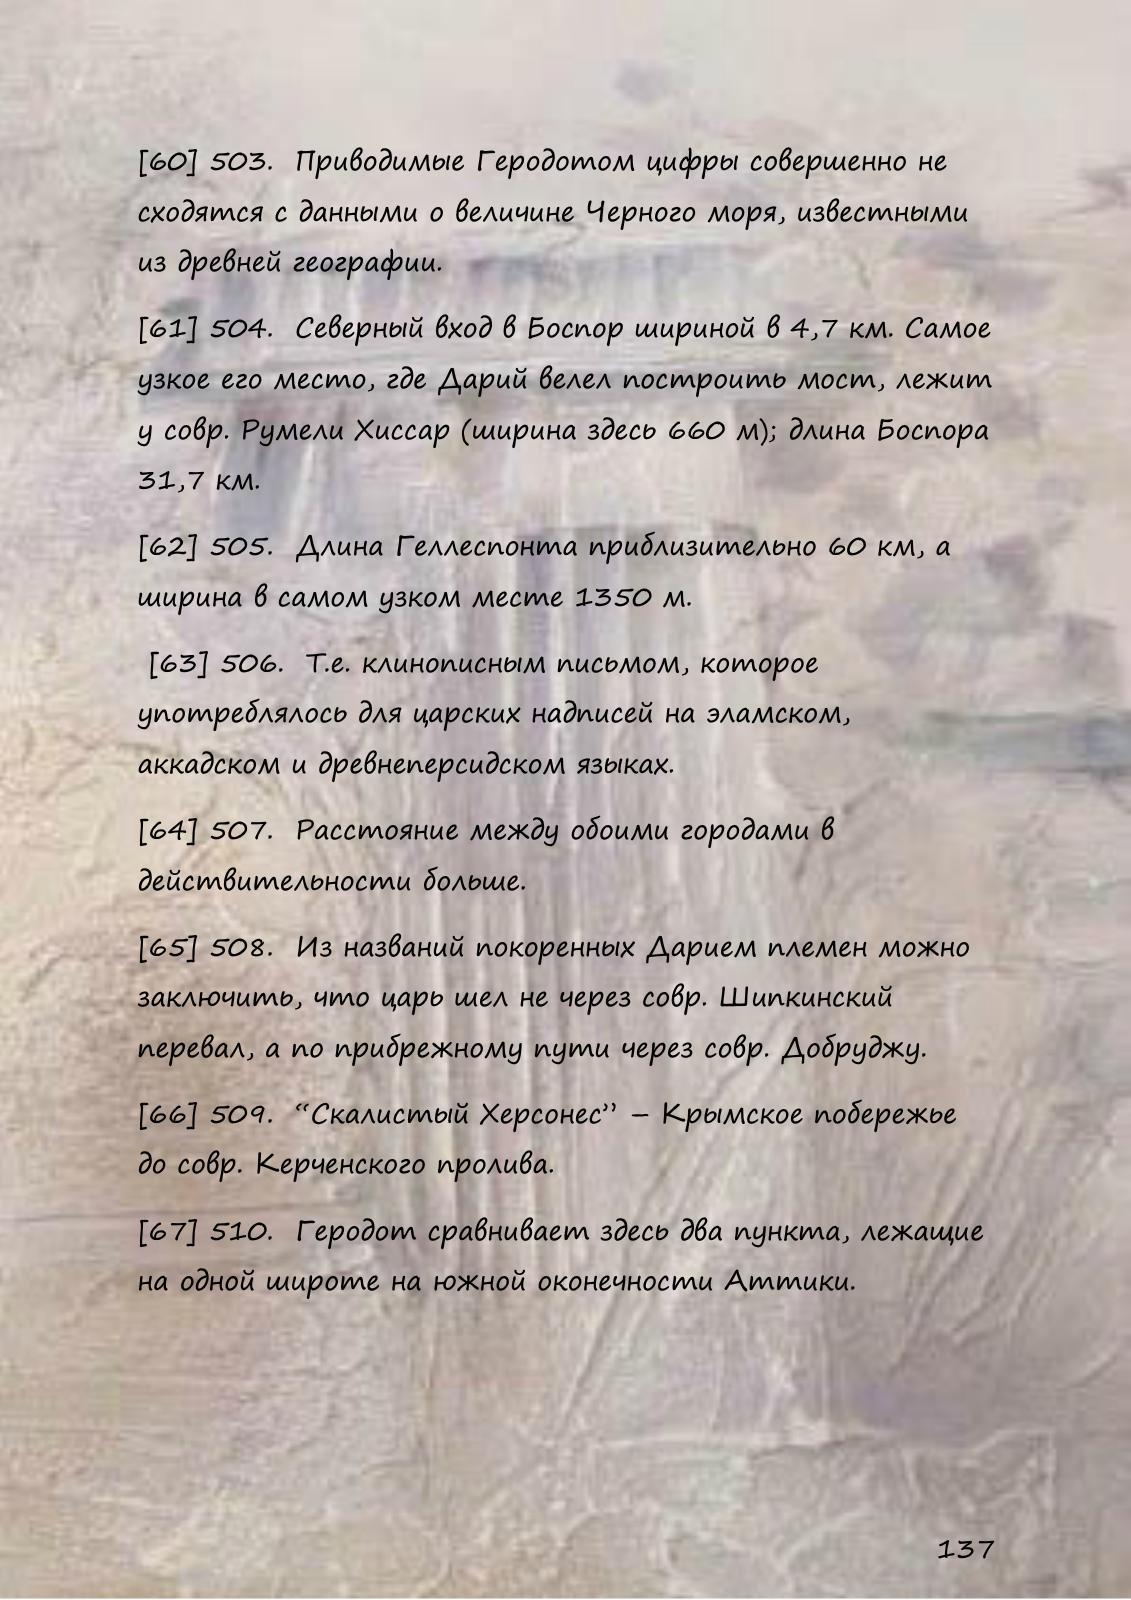 [60] 503. Приводимые Геродотом цифры совершенно не
сходятся с данными о величине Черного моря, известными
из древней географии.
[61] 504. Северный вход в Боспор шириной в 4,7 км. Самое
узкое его место, где Дарий велел построить мост, лежит
у совр. Румели Хиссар (ширина здесь 660 м); длина Боспора
31,7 км.
[62] 505. Длина Геллеспонта приблизительно 60 км, а
ширина в самом узком месте 1350 м.
[63] 506. Т.е. клинописным письмом, которое
употреблялось для царских надписей на эламском,
аккадском и древнеперсидском языках.
[64] 507. Расстояние между обоими городами в
действительности больше.
[65] 508. Из названий покоренных Дарием племен можно
заключить, что царь шел не через совр. Шипкинский
перевал, а по прибрежному пути через совр. Добруджу.
[66] 509. “Скалистый Херсонес” – Крымское побережье
до совр. Керченского пролива.
[67] 510. Геродот сравнивает здесь два пункта, лежащие
на одной широте на южной оконечности Аттики.
137